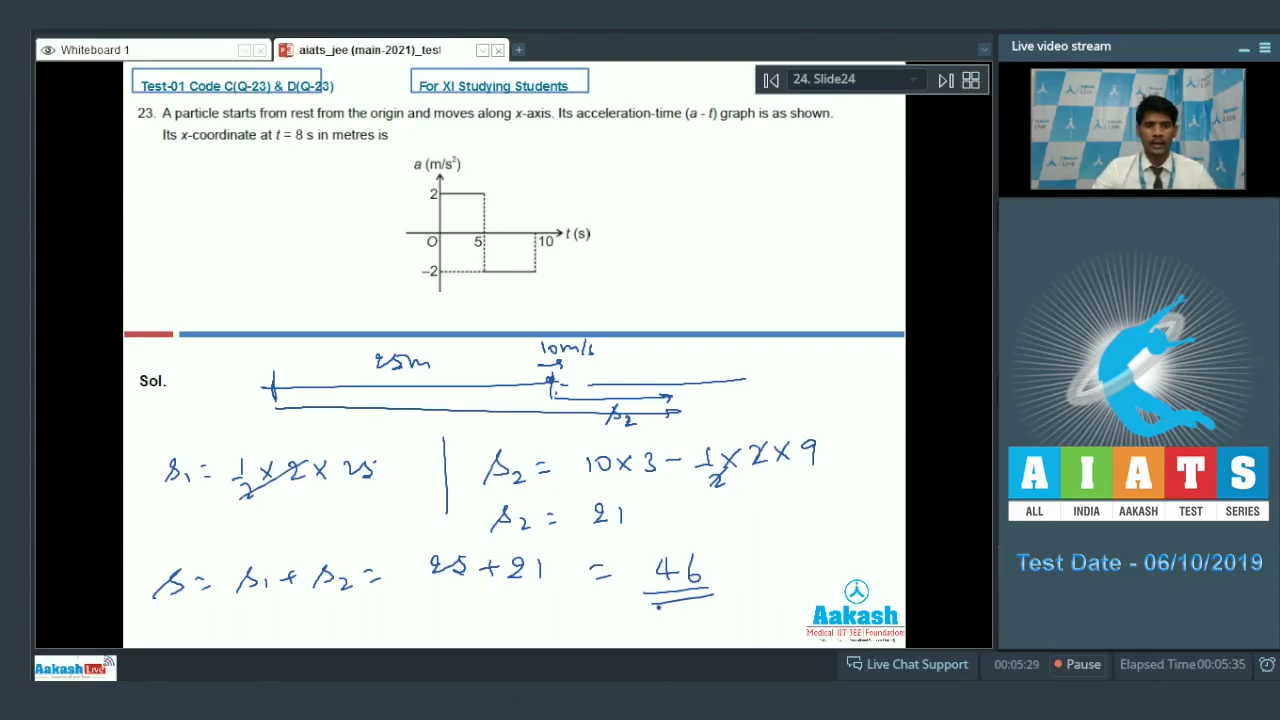 Whiteboard 1
aiats_jee (main-2021)_test
Live video stream
Test-01 Code C(Q-23) & D(Q-23)
For XI Studying Students
24. Slide24
23. A particle starts from rest from the origin and moves along x-axis. Its acceleration-time (a - t) graph is as shown.
Its x-coordinate at t = 8 s in metres is
a (m/s²)
2
O
5
10
t (s)
–2
Sol.
25m
10m/s
s₂
s₁ = 1/2 × 2 × 25
s₂ = 10 × 3 – 1/2 × 2 × 9
s₂ = 21
s = s₁ + s₂ = 25 + 21 = 46
A I A T S
ALL INDIA AAKASH TEST SERIES
Test Date - 06/10/2019
Aakash
Medical IIT-JEE Foundations
Aakash Live
Live Chat Support
00:05:29
Pause
Elapsed Time 00:05:35